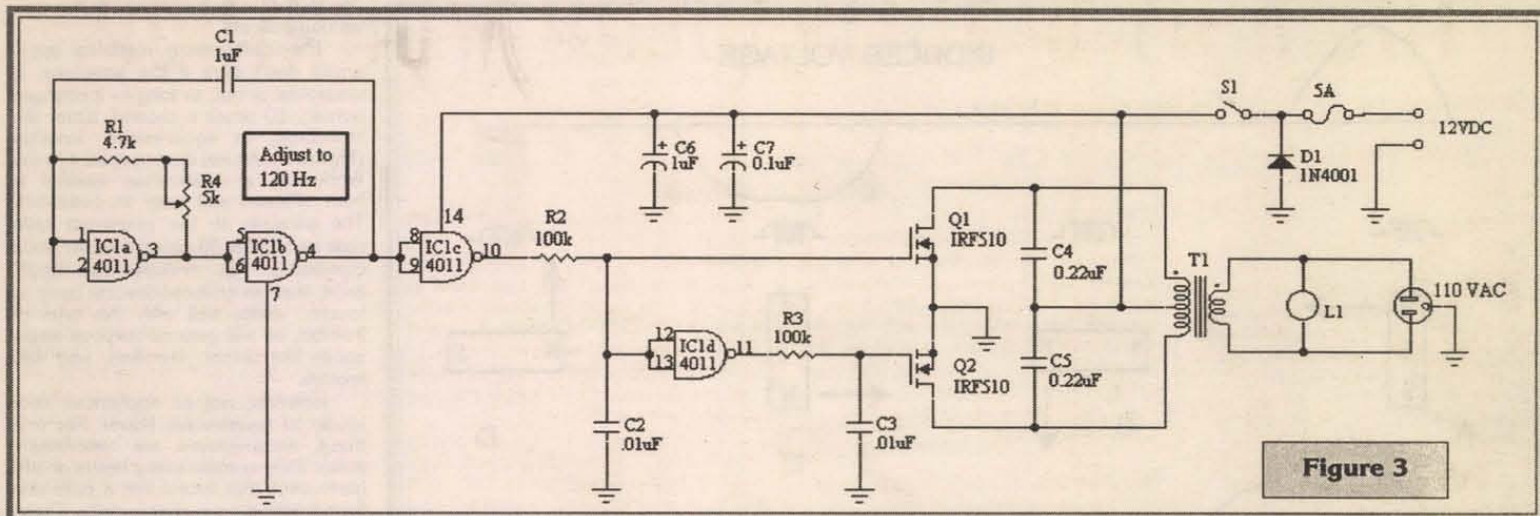 C1
1uF
R1
4.7k
R4
5k
Adjust to
120 Hz
2
IC1a
4011
3
5
6
IC1b
4011
4
7
14
8
9
IC1c
4011
10
R2
100k
+ C6
1uF
+ C7
0.1uF
12
13
IC1d
11
R3
100k
C2
.01uF
C3
.01uF
Q1
IRF510
Q2
IRF510
C4
0.22uF
C5
0.22uF
T1
L1
110 VAC
S1
5A
D1
1N4001
12VDC
Figure 3